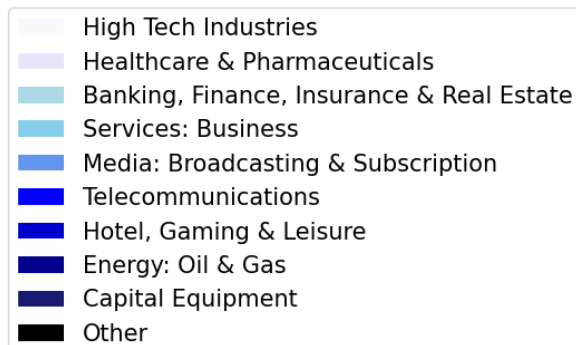 High Tech Industries
Healthcare & Pharmaceuticals
Banking, Finance, Insurance & Real Estate
Services: Business
Media: Broadcasting & Subscription
Telecommunications
Hotel, Gaming & Leisure
Energy: Oil & Gas
Capital Equipment
Other